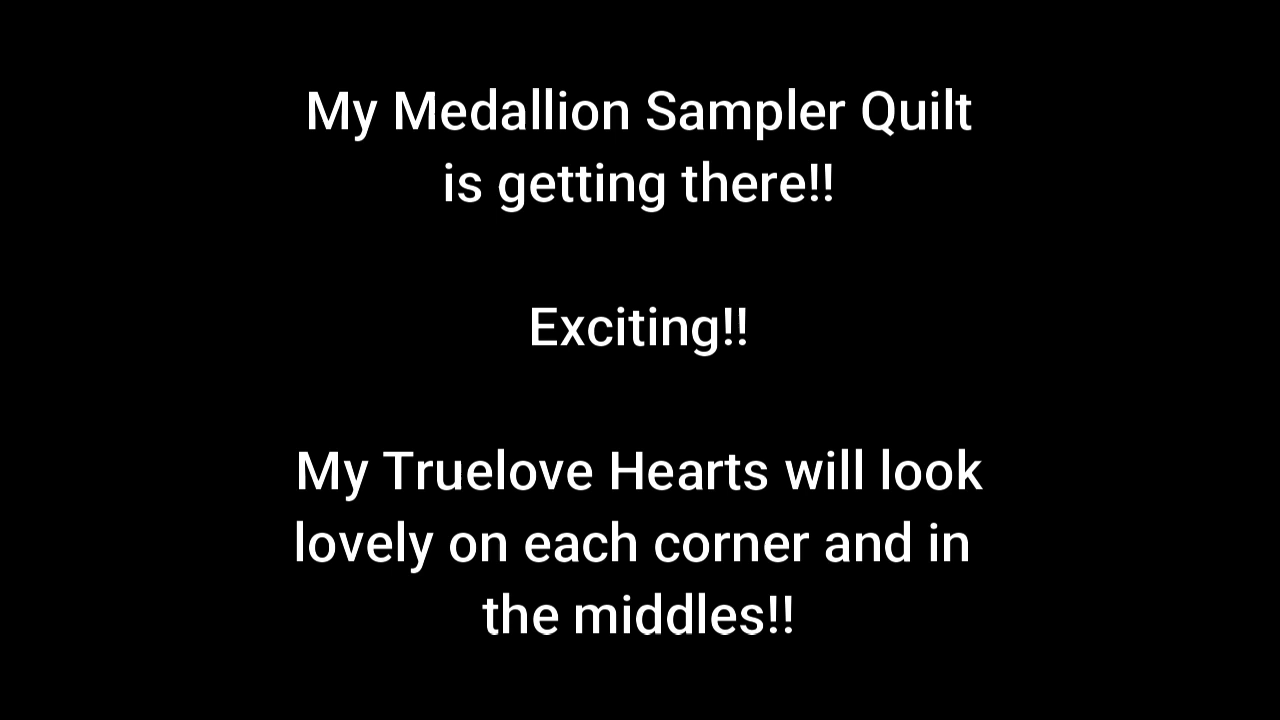 My Medallion Sampler Quilt
is getting there!!
Exciting!!
My Truelove Hearts will look
lovely on each corner and in
the middles!!